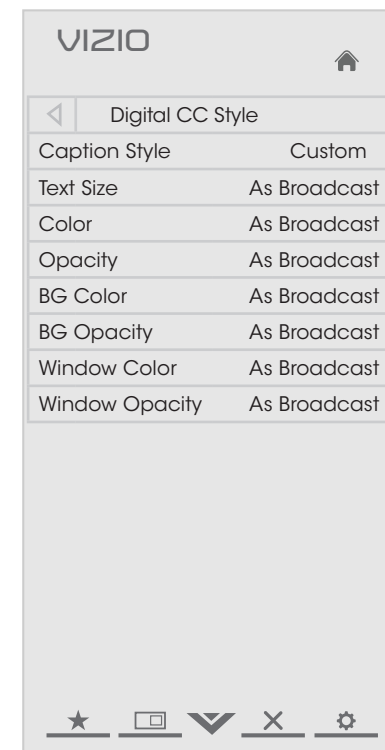 VIZIO
Digital CC Style
Caption Style Custom
Text Size As Broadcast
Color As Broadcast
Opacity As Broadcast
BG Color As Broadcast
BG Opacity As Broadcast
Window Color As Broadcast
Window Opacity As Broadcast